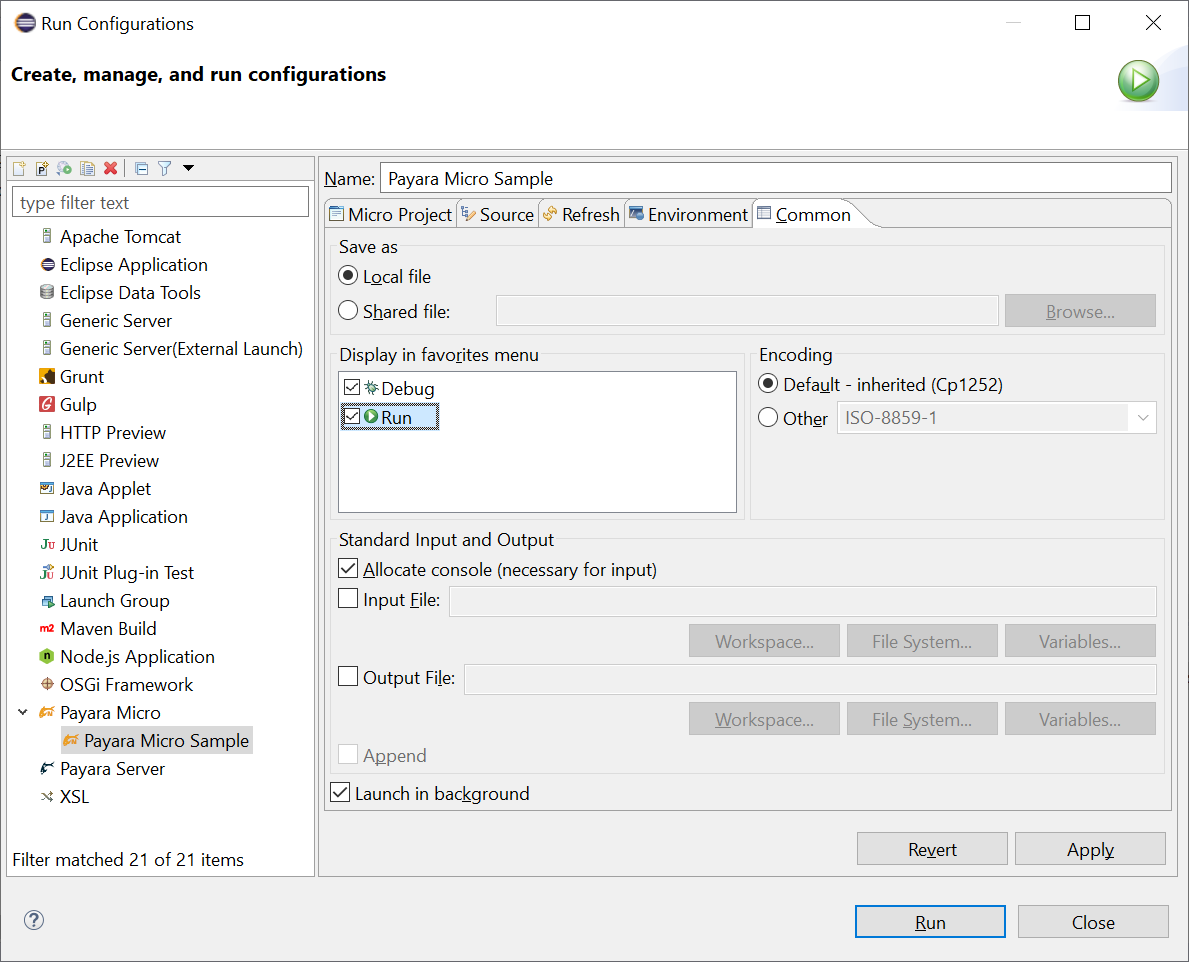 Run Configurations
Create, manage, and run configurations
type filter text
Apache Tomcat
Eclipse Application
Eclipse Data Tools
Generic Server
Generic Server(External Launch)
Grunt
Gulp
HTTP Preview
J2EE Preview
Java Applet
Java Application
JUnit
JUnit Plug-in Test
Launch Group
Maven Build
Node.js Application
OSGi Framework
Payara Micro
Payara Micro Sample
Payara Server
XSL
Filter matched 21 of 21 items
Name: Payara Micro Sample
Micro Project Source Refresh Environment Common
Save as
Local file
Shared file: Browse...
Display in favorites menu
Debug
Run
Encoding
Default - inherited (Cp1252)
Other ISO-8859-1
Standard Input and Output
Allocate console (necessary for input)
Input File:
Workspace... File System... Variables...
Output File:
Workspace... File System... Variables...
Append
Launch in background
Revert Apply
Run Close